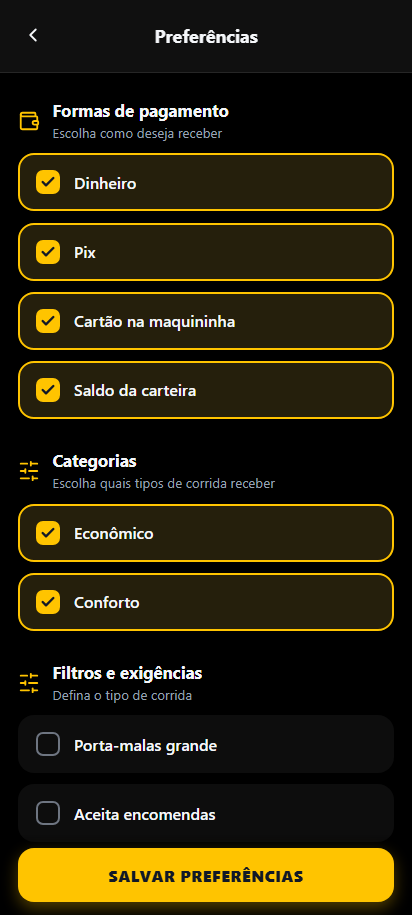 Preferências
Formas de pagamento
Escolha como deseja receber
Dinheiro
Pix
Cartão na maquininha
Saldo da carteira
Categorias
Escolha quais tipos de corrida receber
Econômico
Conforto
Filtros e exigências
Defina o tipo de corrida
Porta-malas grande
Aceita encomendas
SALVAR PREFERÊNCIAS